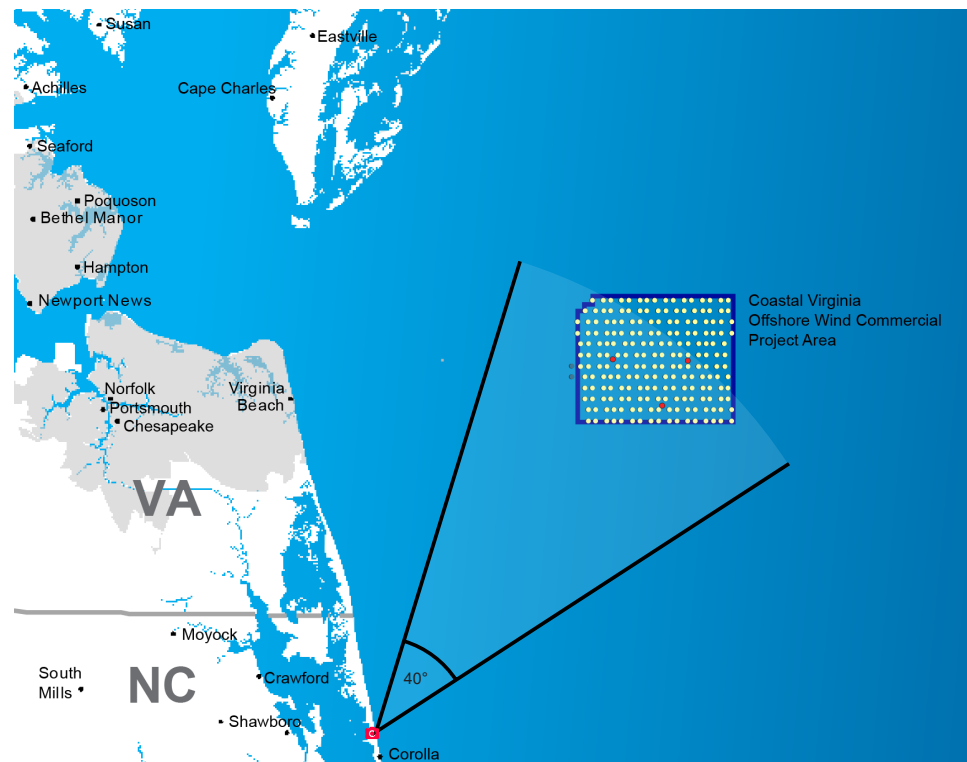 Susan
Eastville
Achilles
Cape Charles
Seaford
Poquoson
Bethel Manor
Hampton
Newport News
Coastal Virginia
Offshore Wind Commercial
Project Area
Norfolk
Portsmouth
Chesapeake
Virginia
Beach
VA
Moyock
South
Mills
NC
Crawford
40°
Shawboro
Corolla